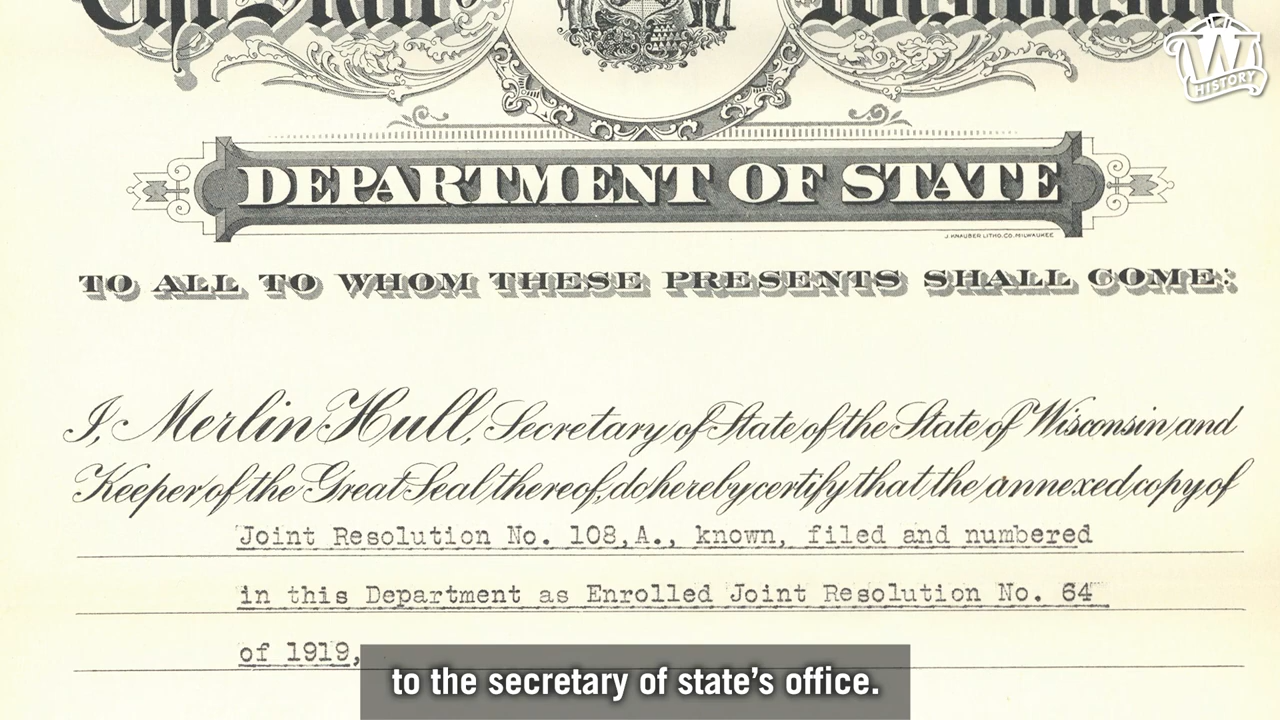 W
HISTORY
DEPARTMENT OF STATE
J. KNAUBER LITHO. CO. MILWAUKEE
TO ALL TO WHOM THESE PRESENTS SHALL COME:
I, Merlin Hull, Secretary of State of the State of Wisconsin and
Keeper of the Great Seal thereof, do hereby certify that the annexed copy of
Joint Resolution No. 108,A., known, filed and numbered
in this Department as Enrolled Joint Resolution No. 64
of 1919,
to the secretary of state's office.